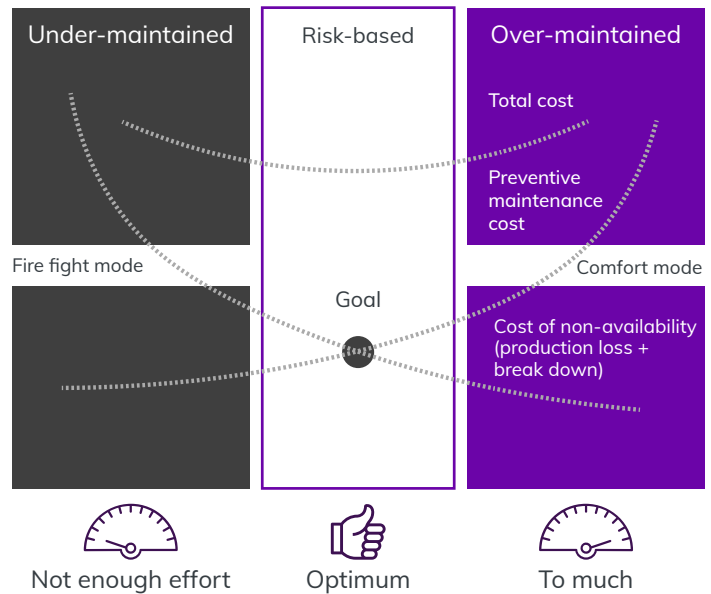 Under-maintained
Risk-based
Over-maintained
Total cost
Preventive
maintenance
cost
Fire fight mode
Comfort mode
Goal
Cost of non-availability
(production loss +
break down)
Not enough effort
Optimum
To much